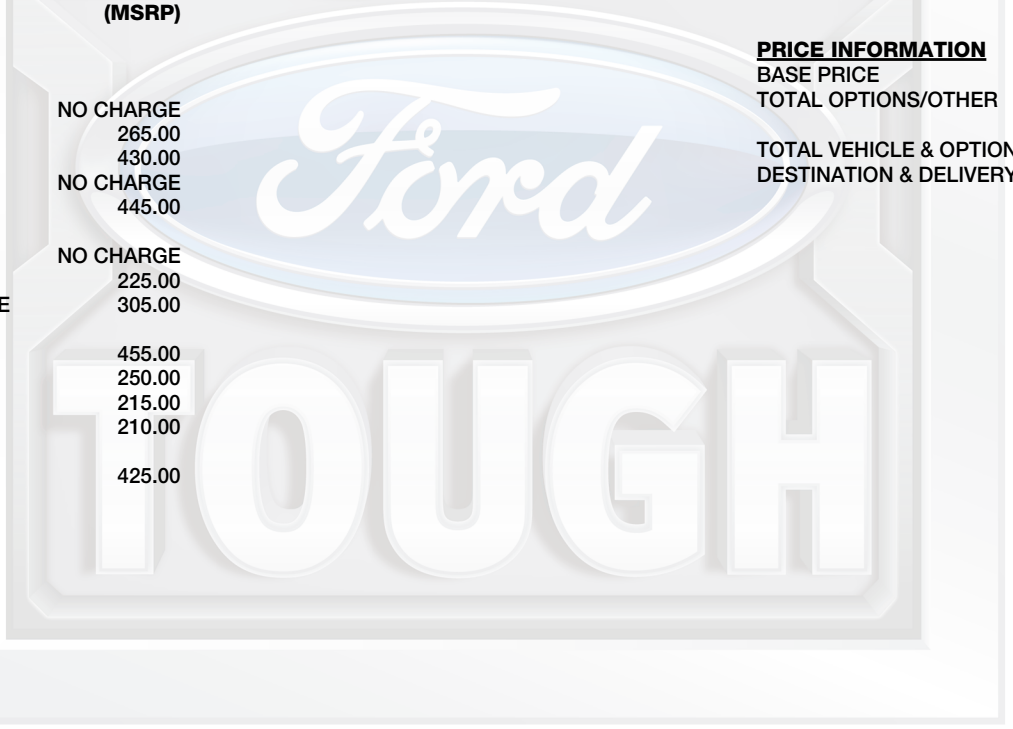 (MSRP)
NO CHARGE
265.00
430.00
NO CHARGE
445.00
NO CHARGE
225.00
E 305.00
455.00
250.00
215.00
210.00
425.00
PRICE INFORMATION
BASE PRICE
TOTAL OPTIONS/OTHER
TOTAL VEHICLE & OPTION
DESTINATION & DELIVERY
Ford
TOUGH